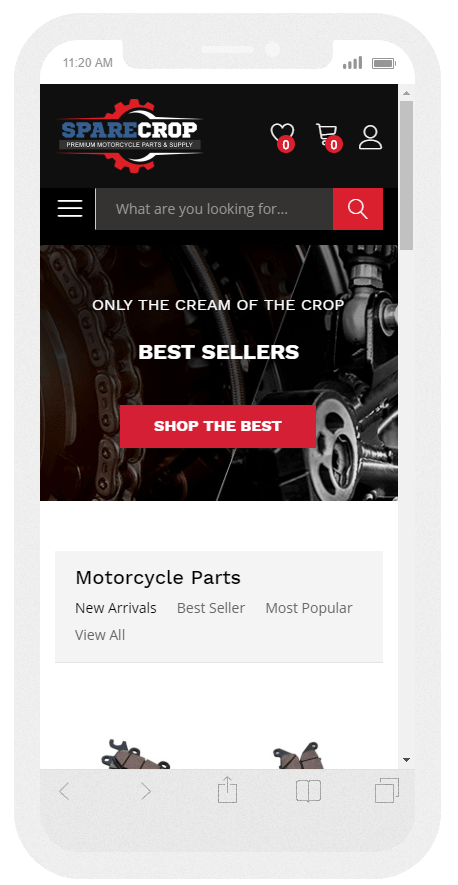 11:20 AM
SPARECROP
PREMIUM MOTORCYCLE PARTS & SUPPLY
0
0
What are you looking for...
ONLY THE CREAM OF THE CROP
BEST SELLERS
SHOP THE BEST
Motorcycle Parts
New Arrivals Best Seller Most Popular
View All